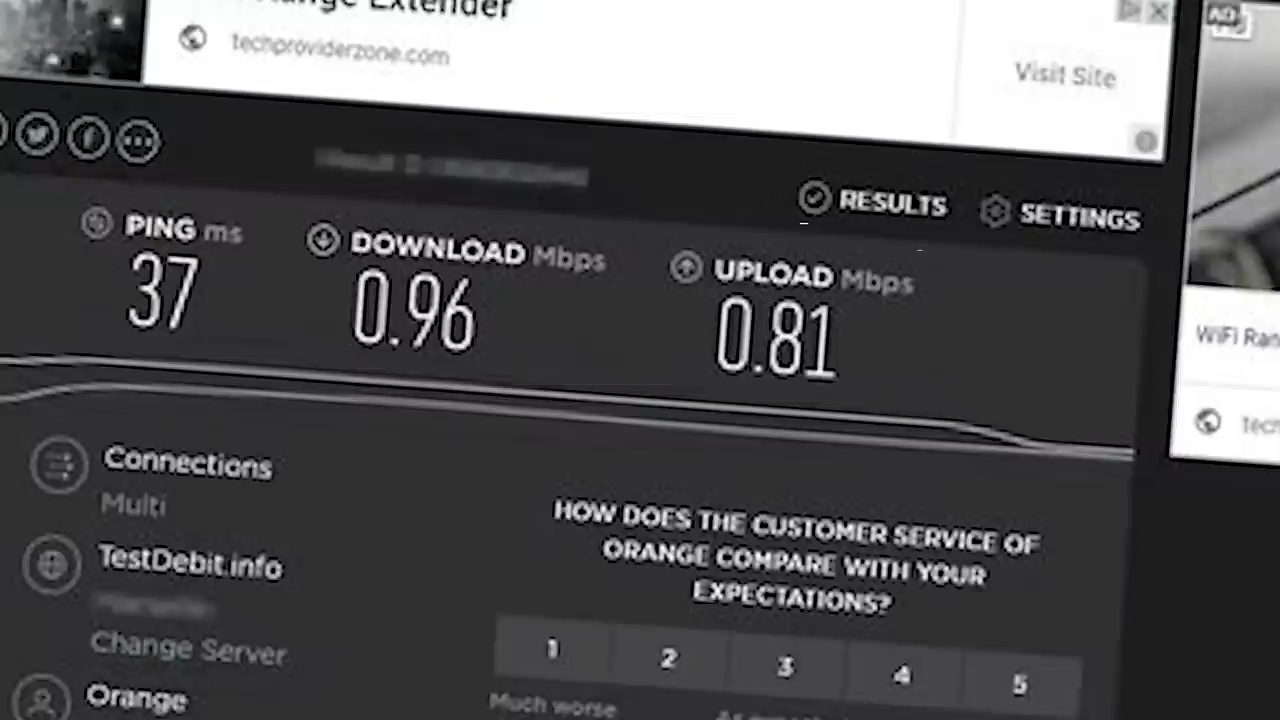 Extender
techproviderzone.com
Visit Site
AD
RESULTS
SETTINGS
PING ms
37
DOWNLOAD Mbps
0.96
UPLOAD Mbps
0.81
WiFi Ran
tech
Connections
Multi
TestDebit.info
Change Server
Orange
HOW DOES THE CUSTOMER SERVICE OF
ORANGE COMPARE WITH YOUR
EXPECTATIONS?
1 2 3 4 5
Much worse